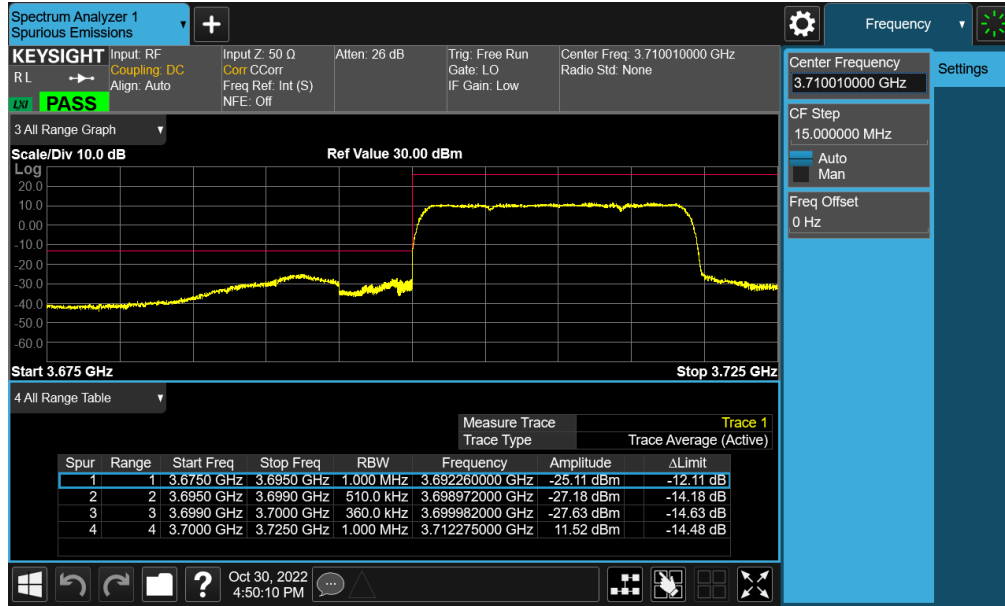 Spectrum Analyzer 1
Spurious Emissions
Frequency
KEYSIGHT
R L
LXI
PASS
Input: RF
Coupling: DC
Align: Auto
Input Z: 50 Ω
Corr CCorr
Freq Ref: Int (S)
NFE: Off
Atten: 26 dB
Trig: Free Run
Gate: LO
IF Gain: Low
Center Freq: 3.710010000 GHz
Radio Std: None
Center Frequency
3.710010000 GHz
Settings
CF Step
15.000000 MHz
Auto
Man
Freq Offset
0 Hz
3 All Range Graph
Scale/Div 10.0 dB
Ref Value 30.00 dBm
Log
20.0
10.0
0.00
-10.0
-20.0
-30.0
-40.0
-50.0
-60.0
Start 3.675 GHz
Stop 3.725 GHz
4 All Range Table
Measure Trace Trace 1
Trace Type Trace Average (Active)
Spur Range Start Freq Stop Freq RBW Frequency Amplitude ΔLimit
1 1 3.6750 GHz 3.6950 GHz 1.000 MHz 3.692260000 GHz -25.11 dBm -12.11 dB
2 2 3.6950 GHz 3.6990 GHz 510.0 kHz 3.698972000 GHz -27.18 dBm -14.18 dB
3 3 3.6990 GHz 3.7000 GHz 360.0 kHz 3.699982000 GHz -27.63 dBm -14.63 dB
4 4 3.7000 GHz 3.7250 GHz 1.000 MHz 3.712275000 GHz 11.52 dBm -14.48 dB
Oct 30, 2022
4:50:10 PM